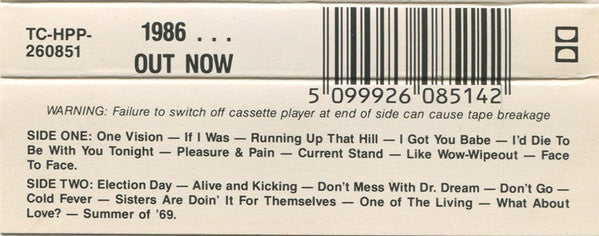 TC-HPP-
260851
1986 . . .
OUT NOW
5 099926 085142
WARNING: Failure to switch off cassette player at end of side can cause tape breakage
SIDE ONE: One Vision — If I Was — Running Up That Hill — I Got You Babe — I'd Die To
Be With You Tonight — Pleasure & Pain — Current Stand — Like Wow-Wipeout — Face
To Face.
SIDE TWO: Election Day — Alive and Kicking — Don't Mess With Dr. Dream — Don't Go —
Cold Fever — Sisters Are Doin' It For Themselves — One of The Living — What About
Love? — Summer of '69.